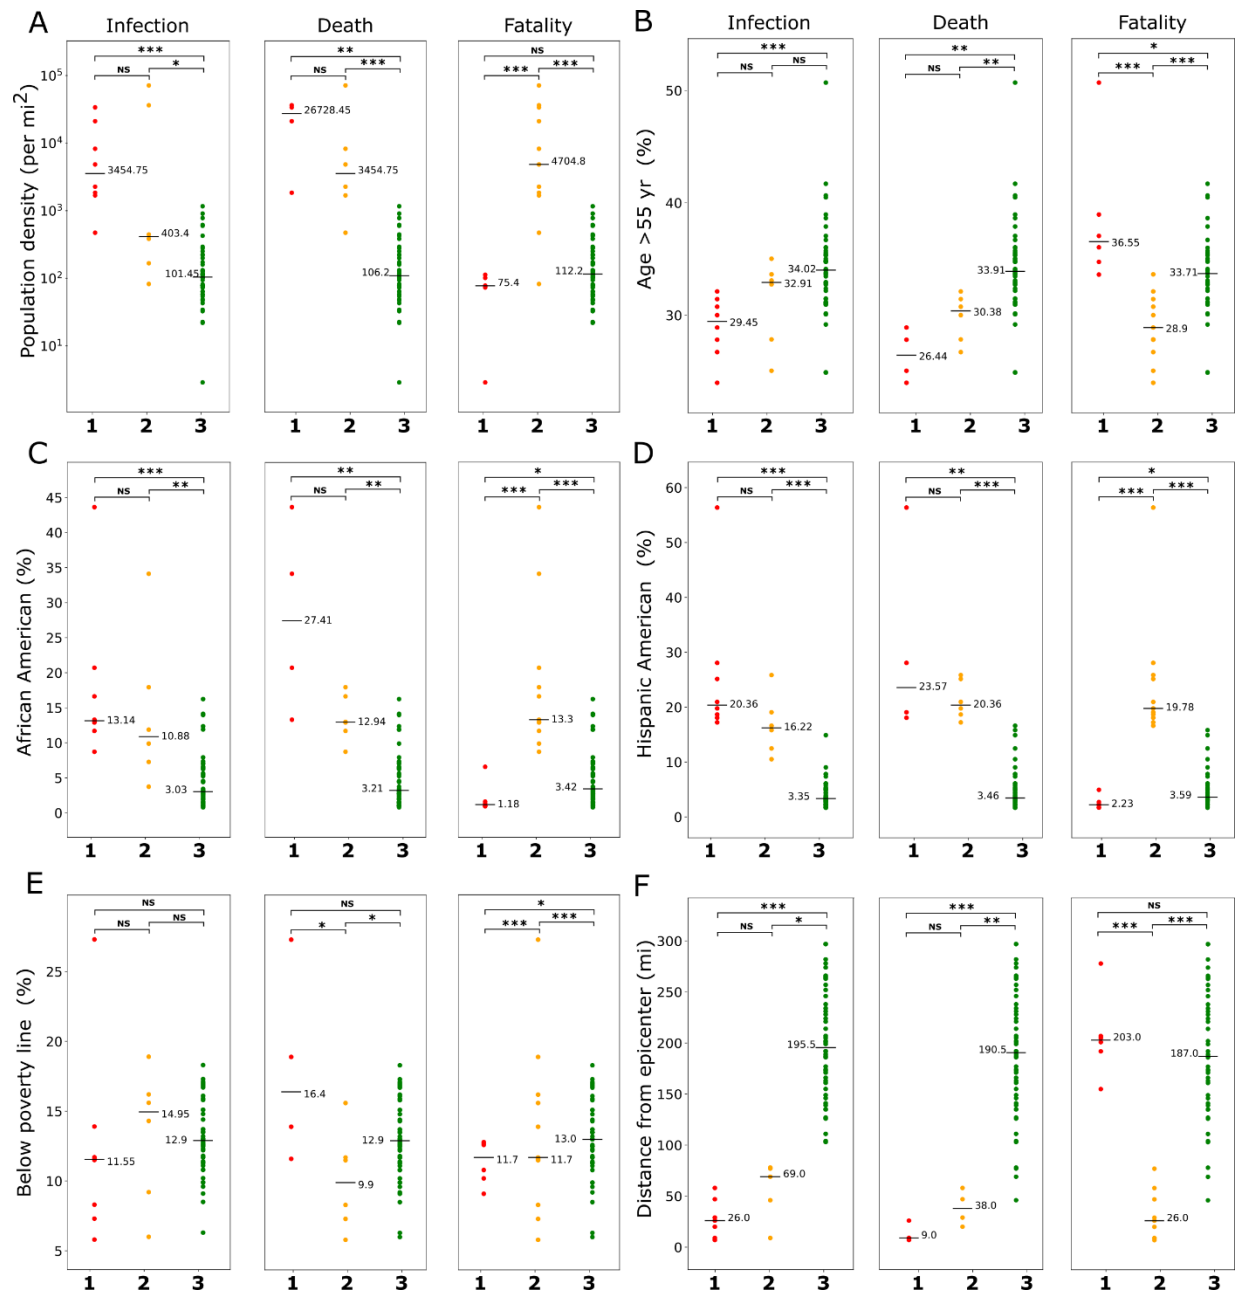 A Infection Death Fatality
*** ** NS
NS * NS *** *** ***
Population density (per mi²)
10⁵
10⁴
10³
10²
10¹
3454.75 403.4 101.45
26728.45 3454.75 106.2
75.4 4704.8 112.2
1 2 3 1 2 3 1 2 3
B Infection Death Fatality
*** ** *
NS NS NS ** *** ***
Age >55 yr (%)
50
40
30
29.45 32.91 34.02
26.44 30.38 33.91
36.55 28.9 33.71
1 2 3 1 2 3 1 2 3
C
*** ** *
NS ** NS ** *** ***
African American (%)
45
40
35
30
25
20
15
10
5
0
13.14 10.88 3.03
27.41 12.94 3.21
1.18 13.3 3.42
1 2 3 1 2 3 1 2 3
D
*** ** *
NS *** NS *** *** ***
Hispanic American (%)
60
50
40
30
20
10
0
20.36 16.22 3.35
23.57 20.36 3.46
2.23 19.78 3.59
1 2 3 1 2 3 1 2 3
E
NS NS *
NS NS * * *** ***
Below poverty line (%)
25
20
15
10
5
11.55 14.95 12.9
16.4 9.9 12.9
11.7 11.7 13.0
1 2 3 1 2 3 1 2 3
F
*** *** NS
NS * NS ** *** ***
Distance from epicenter (mi)
300
250
200
150
100
50
0
26.0 69.0 195.5
9.0 38.0 190.5
203.0 26.0 187.0
1 2 3 1 2 3 1 2 3